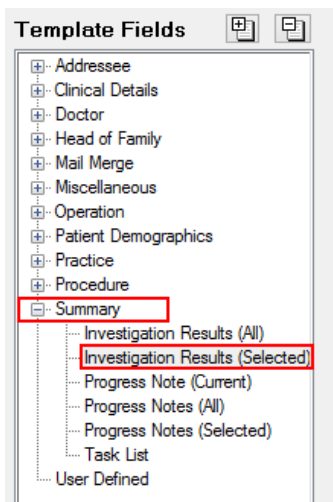 Template Fields
Addressee
Clinical Details
Doctor
Head of Family
Mail Merge
Miscellaneous
Operation
Patient Demographics
Practice
Procedure
Summary
Investigation Results (All)
Investigation Results (Selected)
Progress Note (Current)
Progress Notes (All)
Progress Notes (Selected)
Task List
User Defined